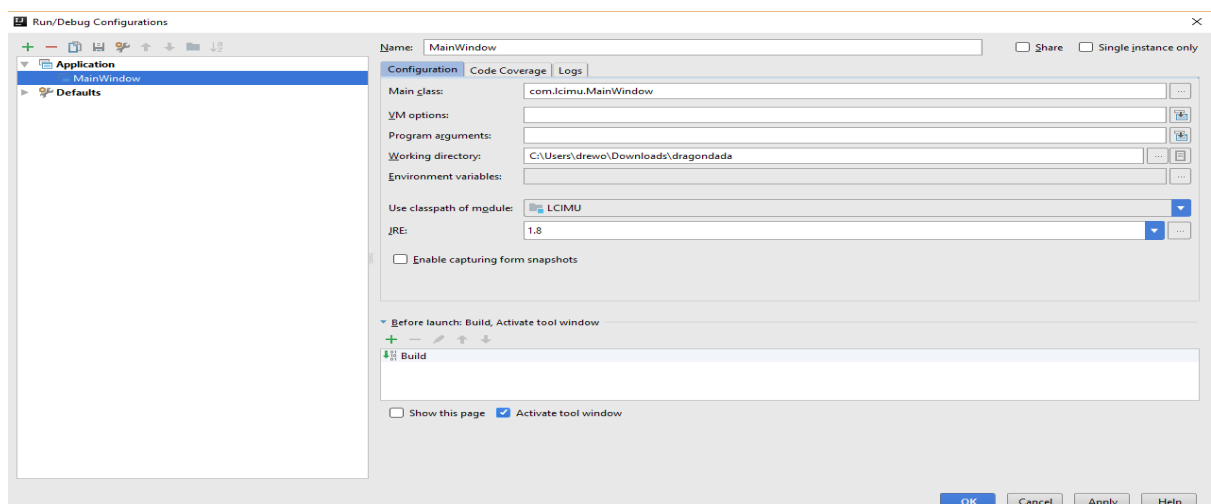 Run/Debug Configurations
Application
MainWindow
Defaults
Name: MainWindow
Share
Single instance only
Configuration Code Coverage Logs
Main class: com.lcimu.MainWindow ...
VM options:
Program arguments:
Working directory: C:\Users\drewo\Downloads\dragondada ...
Environment variables: ...
Use classpath of module: LCIMU
JRE: 1.8 ...
Enable capturing form snapshots
Before launch: Build, Activate tool window
Build
Show this page Activate tool window
OK Cancel Apply Help